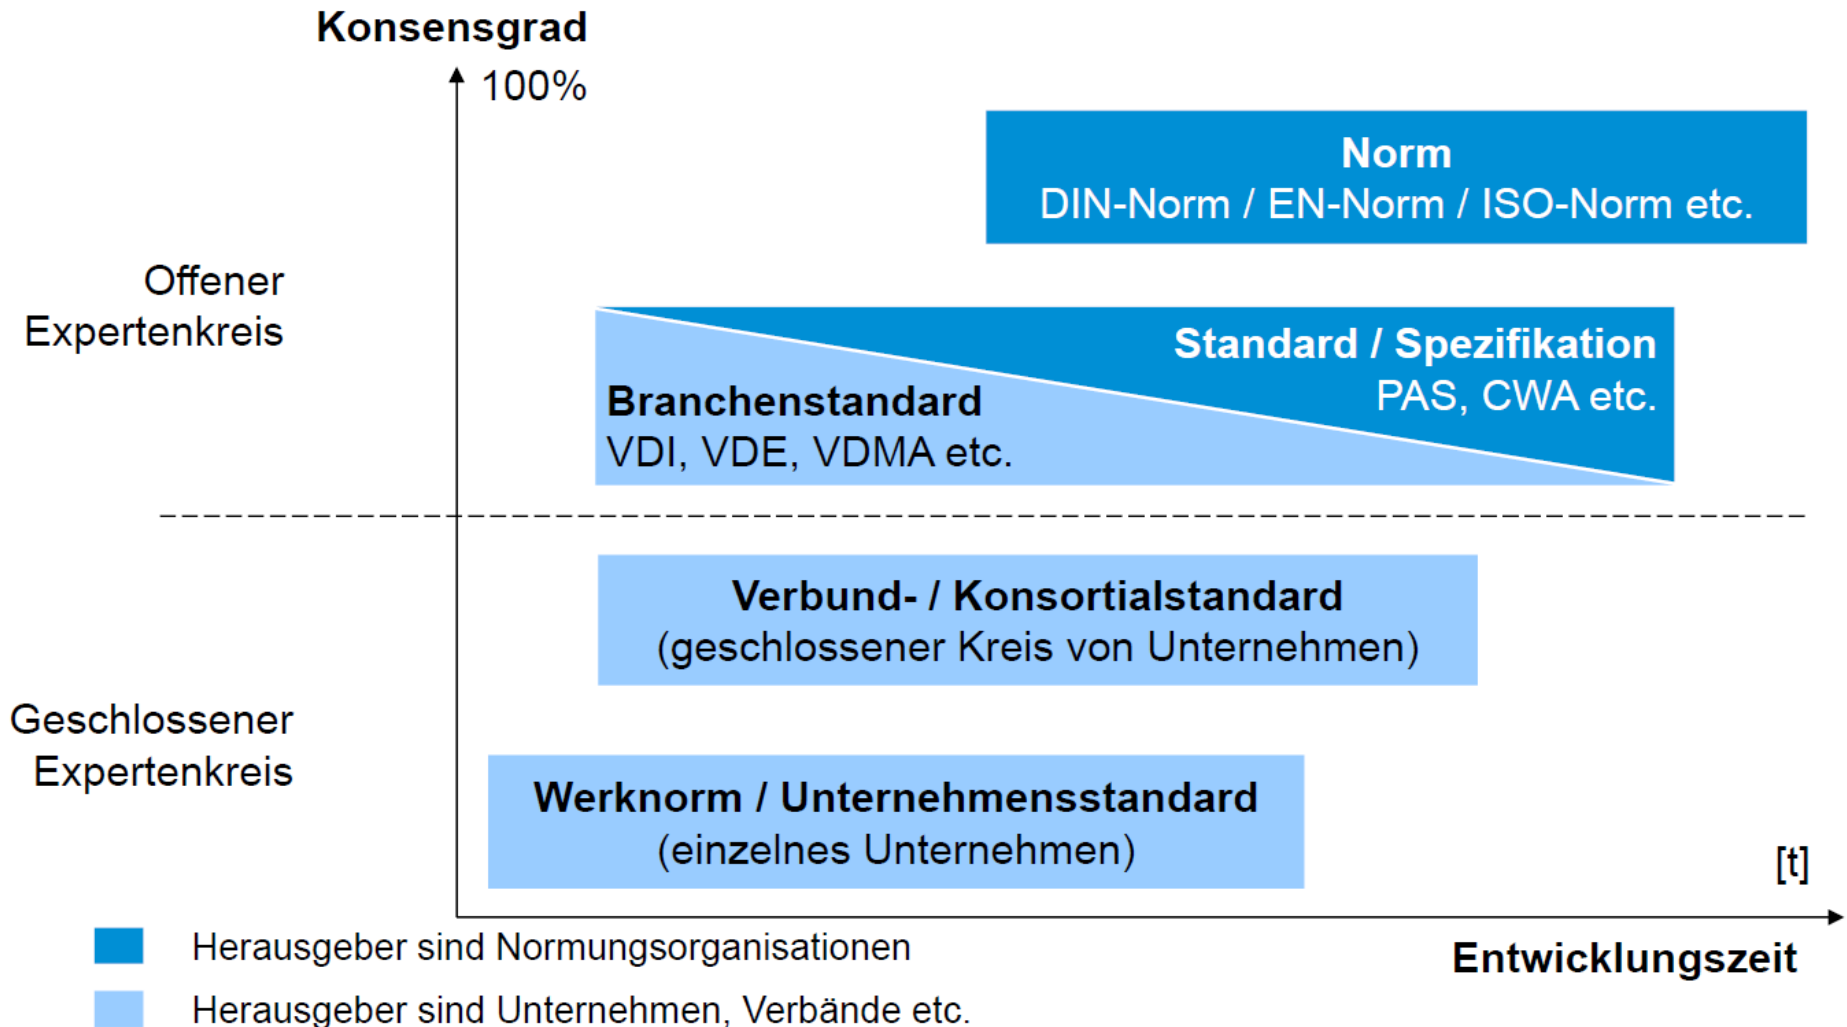 Konsensgrad
100%
Norm
DIN-Norm / EN-Norm / ISO-Norm etc.
Offener
Expertenkreis
Standard / Spezifikation
PAS, CWA etc.
Branchenstandard
VDI, VDE, VDMA etc.
Verbund- / Konsortialstandard
(geschlossener Kreis von Unternehmen)
Geschlossener
Expertenkreis
Werknorm / Unternehmensstandard
(einzelnes Unternehmen)
[t]
Entwicklungszeit
Herausgeber sind Normungsorganisationen
Herausgeber sind Unternehmen, Verbände etc.